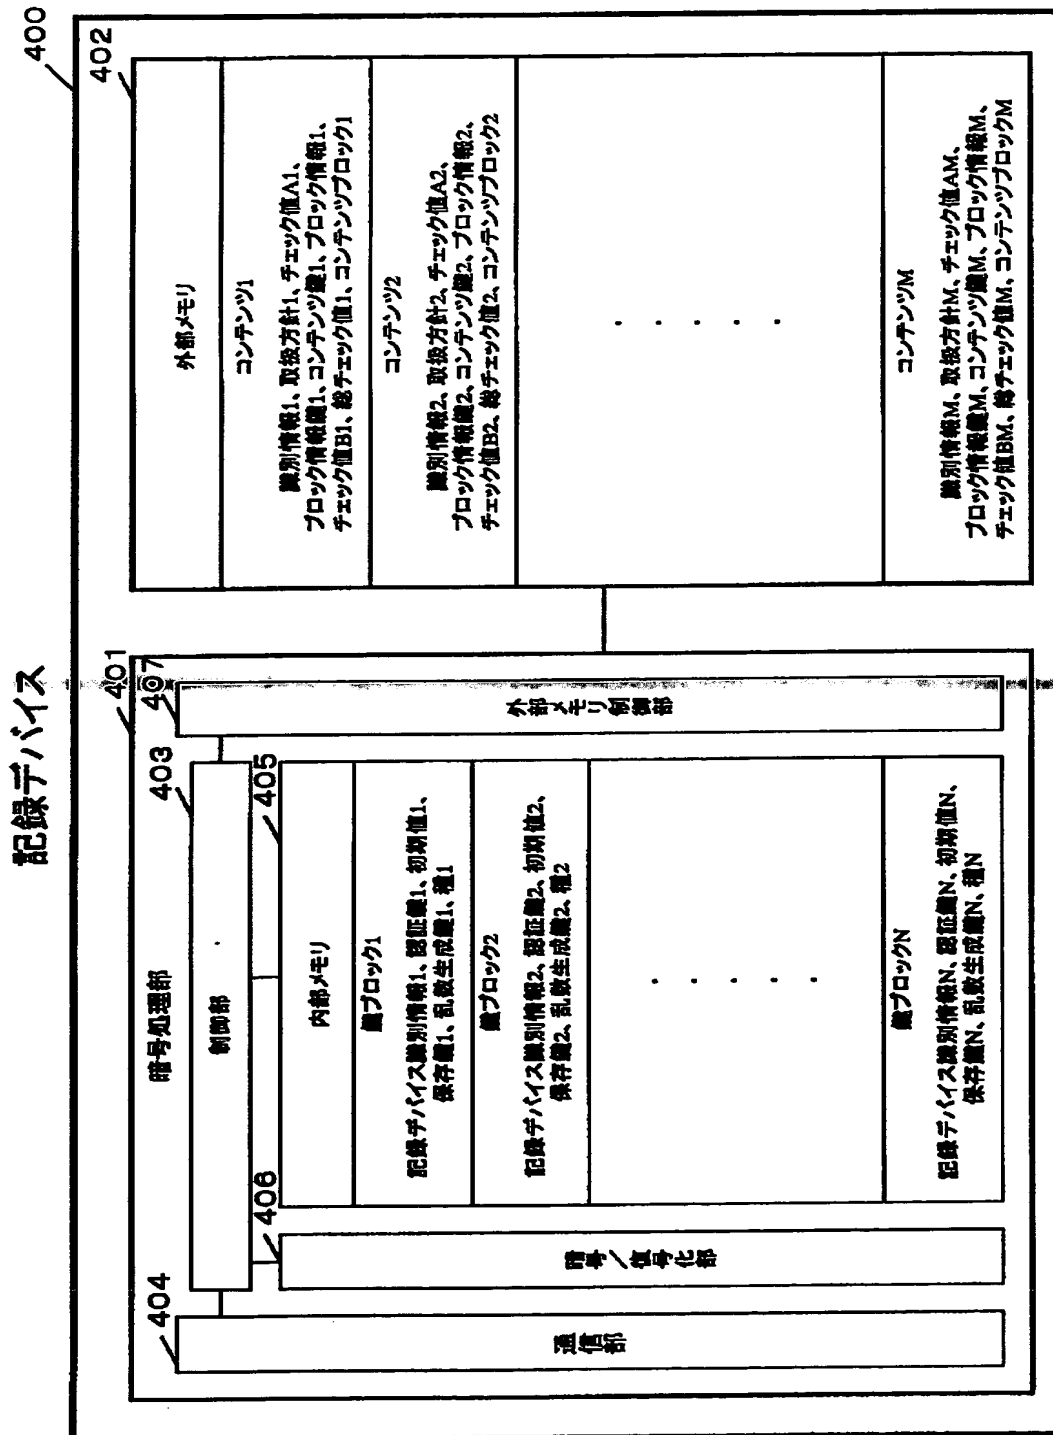 記録デバイス
400
401
暗号処理部
404
通信部
403
制御部
406
暗号／復号化部
405
内部メモリ
鍵ブロック1
記録デバイス識別情報1、認証鍵1、初期値1、
保存鍵1、乱数生成鍵1、種1
鍵ブロック2
記録デバイス識別情報2、認証鍵2、初期値2、
保存鍵2、乱数生成鍵2、種2
・・・・・
鍵ブロックN
記録デバイス識別情報N、認証鍵N、初期値N、
保存鍵N、乱数生成鍵N、種N
407
外部メモリ制御部
402
外部メモリ
コンテンツ1
識別情報1、取扱方針1、チェック値A1、
ブロック情報鍵1、コンテンツ鍵1、ブロック情報1、
チェック値B1、総チェック値1、コンテンツブロック1
コンテンツ2
識別情報2、取扱方針2、チェック値A2、
ブロック情報鍵2、コンテンツ鍵2、ブロック情報2、
チェック値B2、総チェック値2、コンテンツブロック2
・・・・・
コンテンツM
識別情報M、取扱方針M、チェック値AM、
ブロック情報鍵M、コンテンツ鍵M、ブロック情報M、
チェック値BM、総チェック値M、コンテンツブロックM